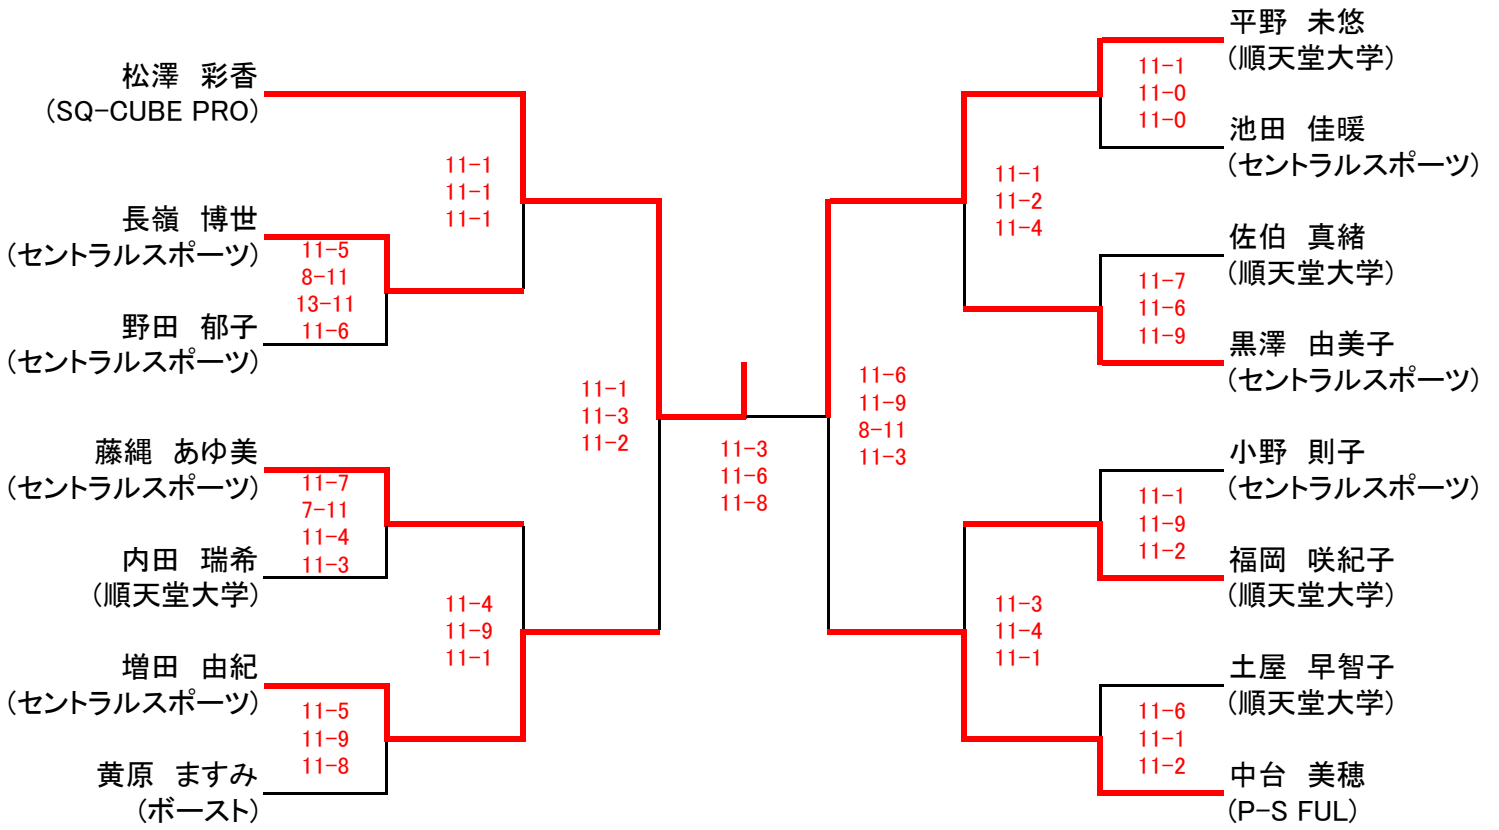 松澤 彩香
(SQ-CUBE PRO)
長嶺 博世
(セントラルスポーツ)
野田 郁子
(セントラルスポーツ)
藤縄 あゆ美
(セントラルスポーツ)
内田 瑞希
(順天堂大学)
増田 由紀
(セントラルスポーツ)
黄原 ますみ
(ボースト)
11-5
8-11
13-11
11-6
11-7
7-11
11-4
11-3
11-5
11-9
11-8
11-1
11-1
11-1
11-4
11-9
11-1
11-1
11-3
11-2
11-3
11-6
11-8
11-6
11-9
8-11
11-3
11-1
11-2
11-4
11-3
11-4
11-1
11-1
11-0
11-0
11-7
11-6
11-9
11-1
11-9
11-2
11-6
11-1
11-2
平野 未悠
(順天堂大学)
池田 佳暖
(セントラルスポーツ)
佐伯 真緒
(順天堂大学)
黒澤 由美子
(セントラルスポーツ)
小野 則子
(セントラルスポーツ)
福岡 咲紀子
(順天堂大学)
土屋 早智子
(順天堂大学)
中台 美穂
(P-S FUL)